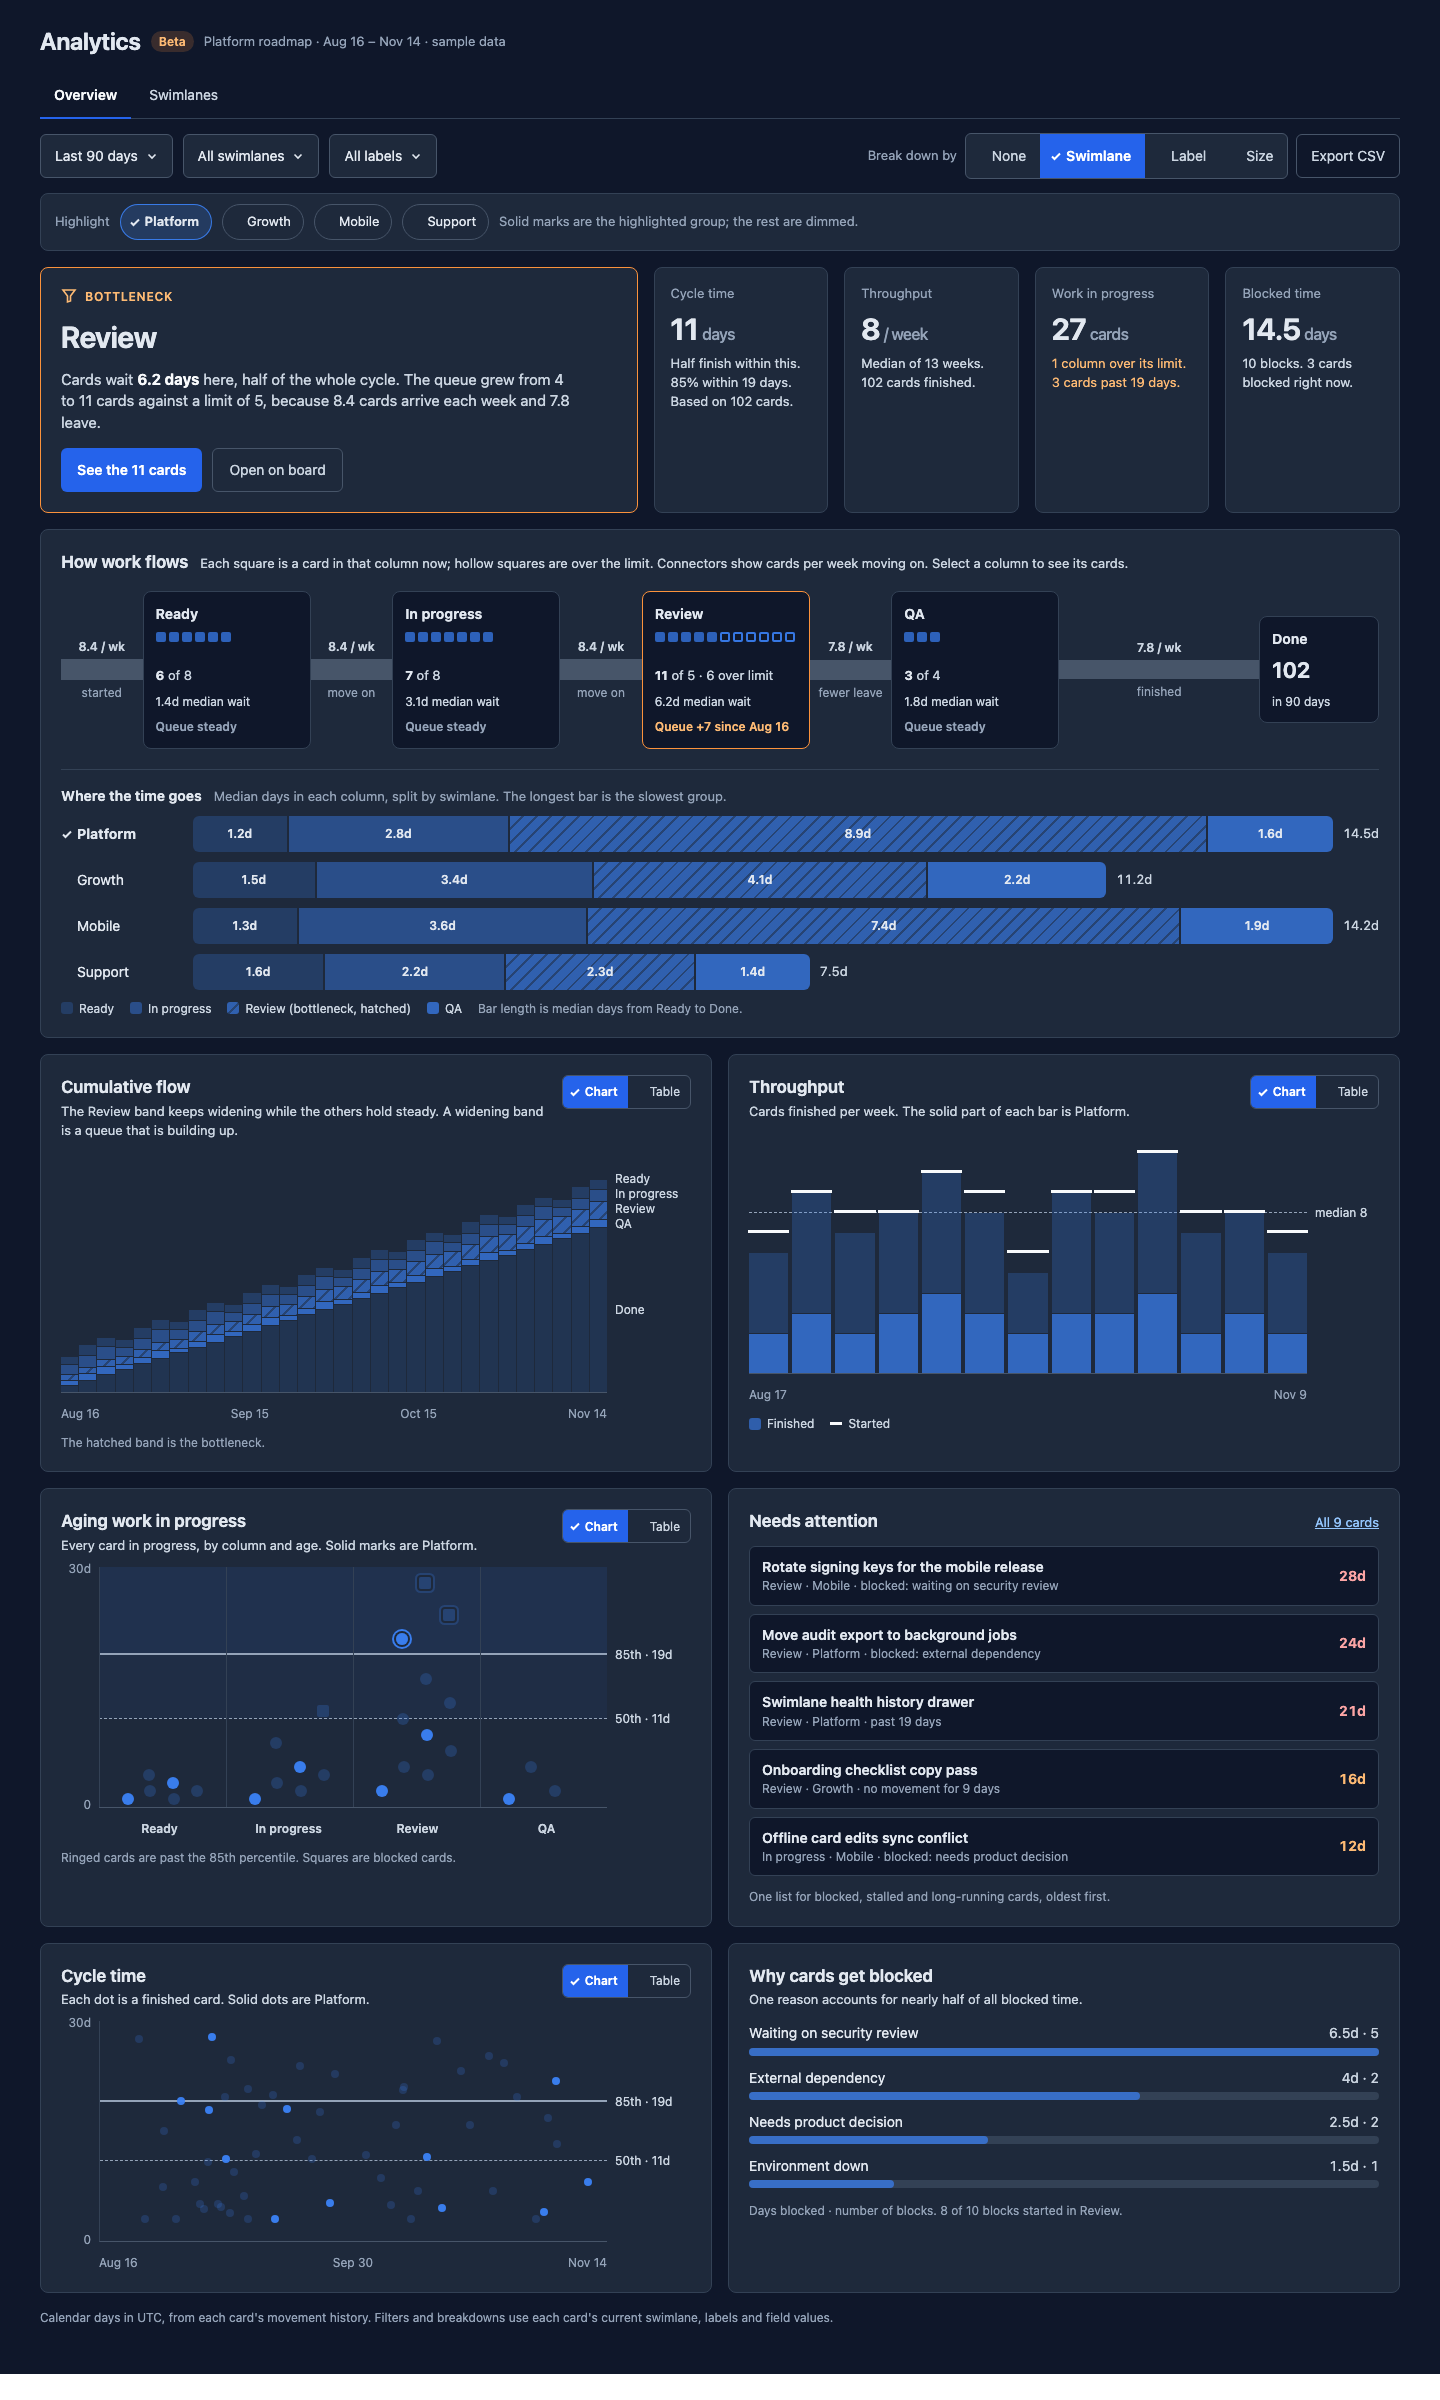 Analytics Beta Platform roadmap · Aug 16 – Nov 14 · sample data
Overview Swimlanes
Last 90 days All swimlanes All labels Break down by None Swimlane Label Size Export CSV
Highlight Platform Growth Mobile Support Solid marks are the highlighted group; the rest are dimmed.
BOTTLENECK
Review
Cards wait 6.2 days here, half of the whole cycle. The queue grew from 4
to 11 cards against a limit of 5, because 8.4 cards arrive each week and 7.8
leave.
See the 11 cards Open on board
Cycle time
11 days
Half finish within this.
85% within 19 days.
Based on 102 cards.
Throughput
8 / week
Median of 13 weeks.
102 cards finished.
Work in progress
27 cards
1 column over its limit.
3 cards past 19 days.
Blocked time
14.5 days
10 blocks. 3 cards
blocked right now.
How work flows Each square is a card in that column now; hollow squares are over the limit. Connectors show cards per week moving on. Select a column to see its cards.
8.4 / wk
started
Ready
6 of 8
1.4d median wait
Queue steady
8.4 / wk
move on
In progress
7 of 8
3.1d median wait
Queue steady
8.4 / wk
move on
Review
11 of 5 · 6 over limit
6.2d median wait
Queue +7 since Aug 16
7.8 / wk
fewer leave
QA
3 of 4
1.8d median wait
Queue steady
7.8 / wk
finished
Done
102
in 90 days
Where the time goes Median days in each column, split by swimlane. The longest bar is the slowest group.
Platform 1.2d 2.8d 8.9d 1.6d 14.5d
Growth 1.5d 3.4d 4.1d 2.2d 11.2d
Mobile 1.3d 3.6d 7.4d 1.9d 14.2d
Support 1.6d 2.2d 2.3d 1.4d 7.5d
Ready In progress Review (bottleneck, hatched) QA Bar length is median days from Ready to Done.
Cumulative flow
Chart Table
The Review band keeps widening while the others hold steady. A widening band
is a queue that is building up.
Ready
In progress
Review
QA
Done
Aug 16 Sep 15 Oct 15 Nov 14
The hatched band is the bottleneck.
Throughput
Chart Table
Cards finished per week. The solid part of each bar is Platform.
median 8
Aug 17 Nov 9
Finished Started
Aging work in progress
Chart Table
Every card in progress, by column and age. Solid marks are Platform.
30d
85th · 19d
50th · 11d
0
Ready In progress Review QA
Ringed cards are past the 85th percentile. Squares are blocked cards.
Needs attention All 9 cards
Rotate signing keys for the mobile release
Review · Mobile · blocked: waiting on security review
28d
Move audit export to background jobs
Review · Platform · blocked: external dependency
24d
Swimlane health history drawer
Review · Platform · past 19 days
21d
Onboarding checklist copy pass
Review · Growth · no movement for 9 days
16d
Offline card edits sync conflict
In progress · Mobile · blocked: needs product decision
12d
One list for blocked, stalled and long-running cards, oldest first.
Cycle time
Chart Table
Each dot is a finished card. Solid dots are Platform.
30d
85th · 19d
50th · 11d
0
Aug 16 Sep 30 Nov 14
Why cards get blocked
One reason accounts for nearly half of all blocked time.
Waiting on security review 6.5d · 5
External dependency 4d · 2
Needs product decision 2.5d · 2
Environment down 1.5d · 1
Days blocked · number of blocks. 8 of 10 blocks started in Review.
Calendar days in UTC, from each card's movement history. Filters and breakdowns use each card's current swimlane, labels and field values.